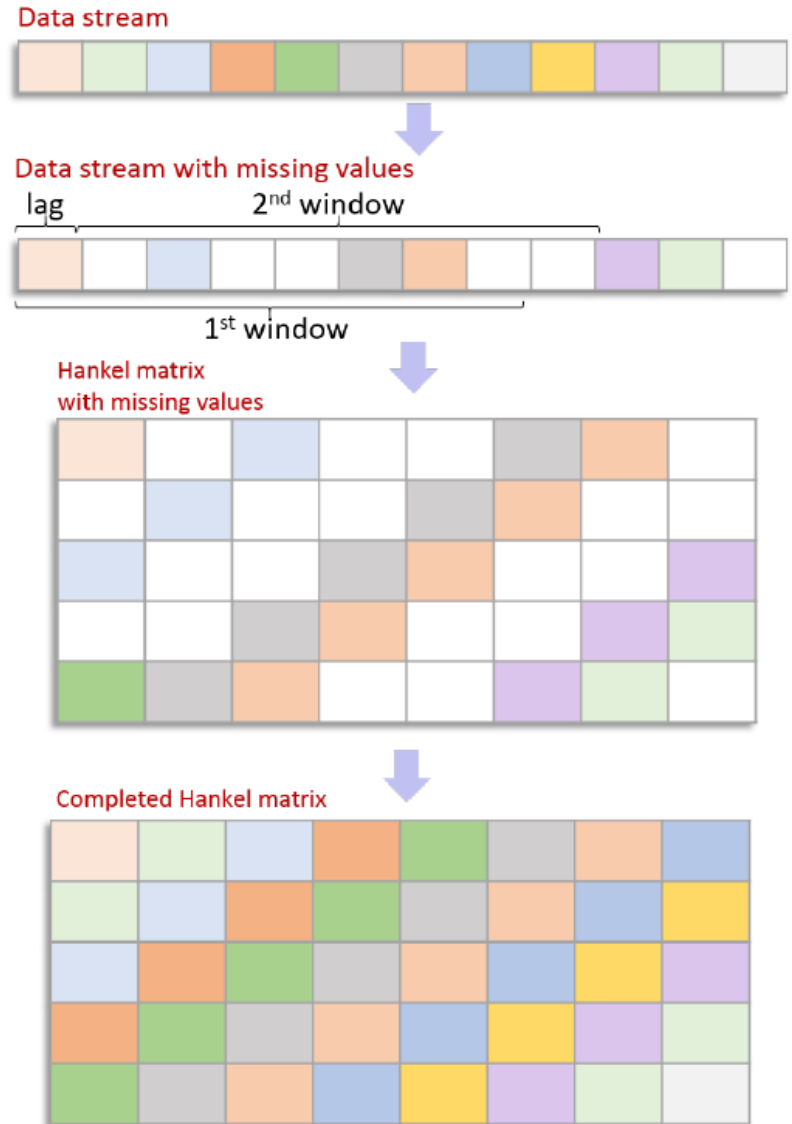 Data stream
Data stream with missing values
lag
2nd window
1st window
Hankel matrix
with missing values
Completed Hankel matrix